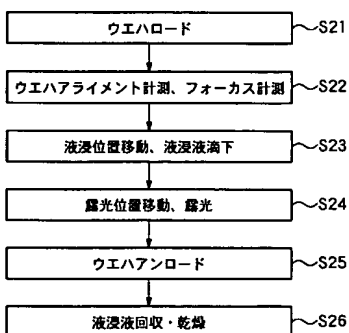 ウエハロード
S21
ウエハアライメント計測、フォーカス計測
S22
液浸位置移動、液浸液滴下
S23
露光位置移動、露光
S24
ウエハアンロード
S25
液浸液回収・乾燥
S26